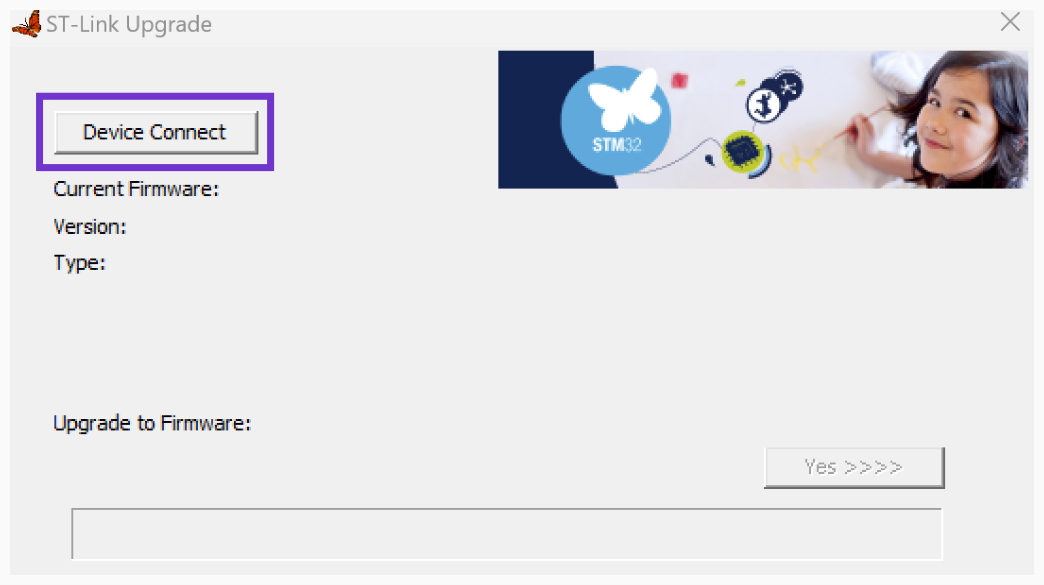 ST-Link Upgrade
Device Connect
STM32
Current Firmware:
Version:
Type:
Upgrade to Firmware:
Yes >>>>